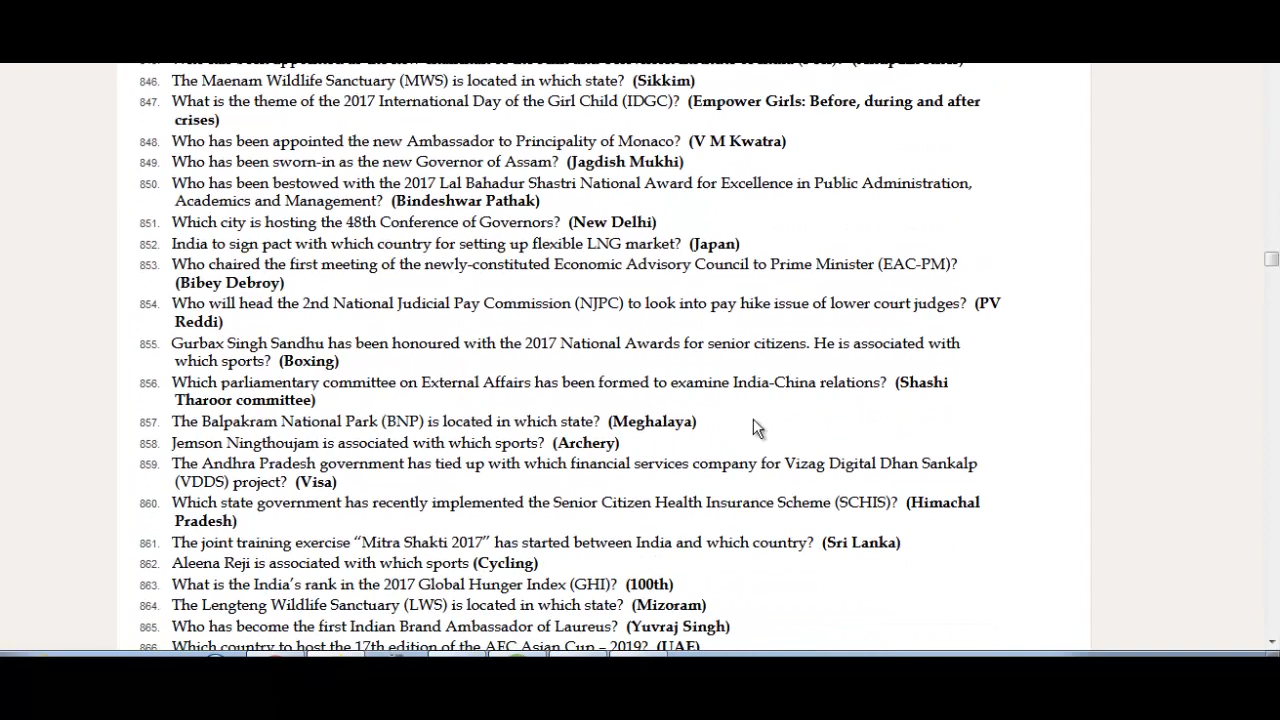 846. The Maenam Wildlife Sanctuary (MWS) is located in which state? (Sikkim)
847. What is the theme of the 2017 International Day of the Girl Child (IDGC)? (Empower Girls: Before, during and after
crises)
848. Who has been appointed the new Ambassador to Principality of Monaco? (V M Kwatra)
849. Who has been sworn-in as the new Governor of Assam? (Jagdish Mukhi)
850. Who has been bestowed with the 2017 Lal Bahadur Shastri National Award for Excellence in Public Administration,
Academics and Management? (Bindeshwar Pathak)
851. Which city is hosting the 48th Conference of Governors? (New Delhi)
852. India to sign pact with which country for setting up flexible LNG market? (Japan)
853. Who chaired the first meeting of the newly-constituted Economic Advisory Council to Prime Minister (EAC-PM)?
(Bibey Debroy)
854. Who will head the 2nd National Judicial Pay Commission (NJPC) to look into pay hike issue of lower court judges? (PV
Reddi)
855. Gurbax Singh Sandhu has been honoured with the 2017 National Awards for senior citizens. He is associated with
which sports? (Boxing)
856. Which parliamentary committee on External Affairs has been formed to examine India-China relations? (Shashi
Tharoor committee)
857. The Balpakram National Park (BNP) is located in which state? (Meghalaya)
858. Jemson Ningthoujam is associated with which sports? (Archery)
859. The Andhra Pradesh government has tied up with which financial services company for Vizag Digital Dhan Sankalp
(VDDS) project? (Visa)
860. Which state government has recently implemented the Senior Citizen Health Insurance Scheme (SCHIS)? (Himachal
Pradesh)
861. The joint training exercise “Mitra Shakti 2017” has started between India and which country? (Sri Lanka)
862. Aleena Reji is associated with which sports (Cycling)
863. What is the India’s rank in the 2017 Global Hunger Index (GHI)? (100th)
864. The Lengteng Wildlife Sanctuary (LWS) is located in which state? (Mizoram)
865. Who has become the first Indian Brand Ambassador of Laureus? (Yuvraj Singh)
866. Which country to host the 17th edition of the AFC Asian Cup – 2019? (UAE)